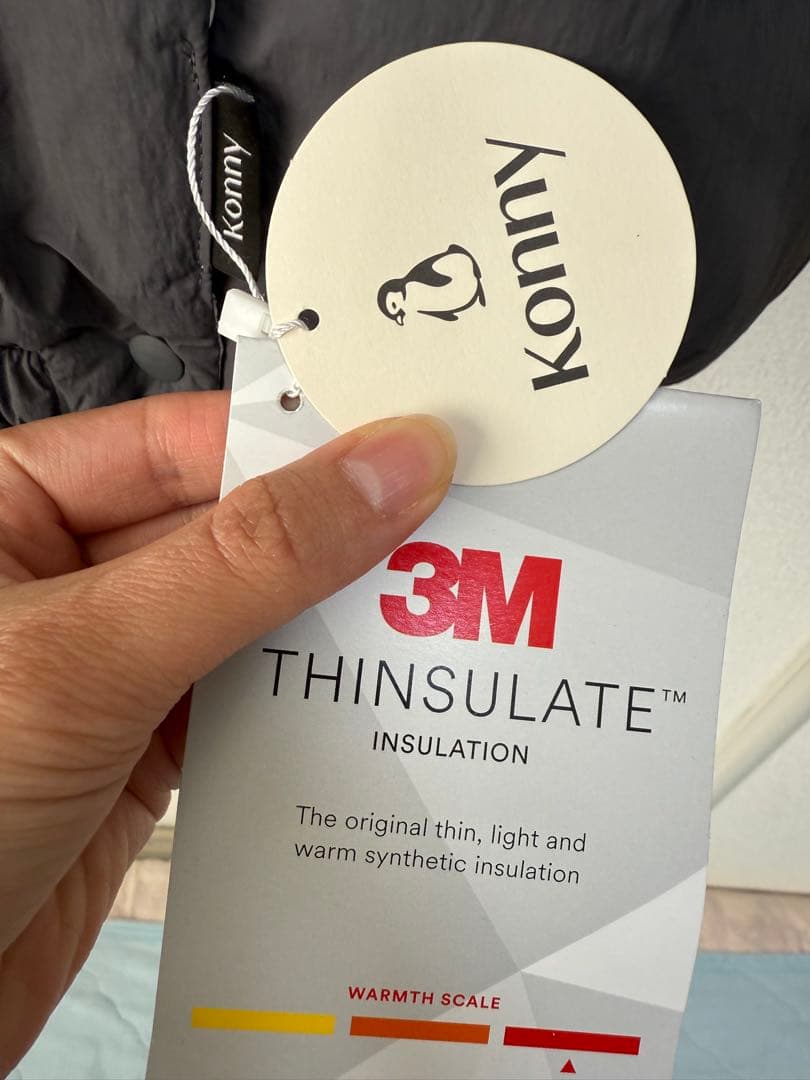 Konny
Konny
3M
THINSULATE™
INSULATION
The original thin, light and
warm synthetic insulation
WARMTH SCALE